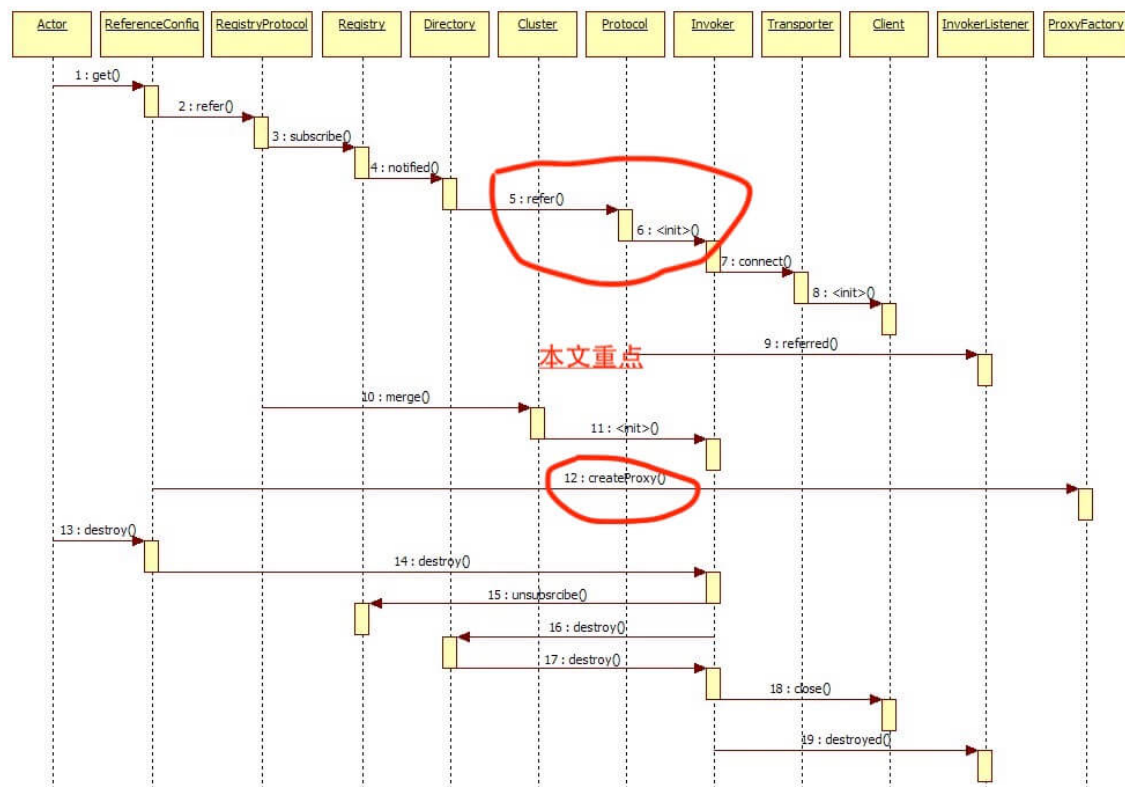 Actor ReferenceConfig RegistryProtocol Registry Directory Cluster Protocol Invoker Transporter Client InvokerListener ProxyFactory
1 : get()
2 : refer()
3 : subscribe()
4 : notified()
5 : refer()
6 : <init>()
7 : connect()
8 : <init>()
9 : referred()
本文重点
10 : merge()
11 : <init>()
12 : createProxy()
13 : destroy()
14 : destroy()
15 : unsubsrcibe()
16 : destroy()
17 : destroy()
18 : close()
19 : destroyed()